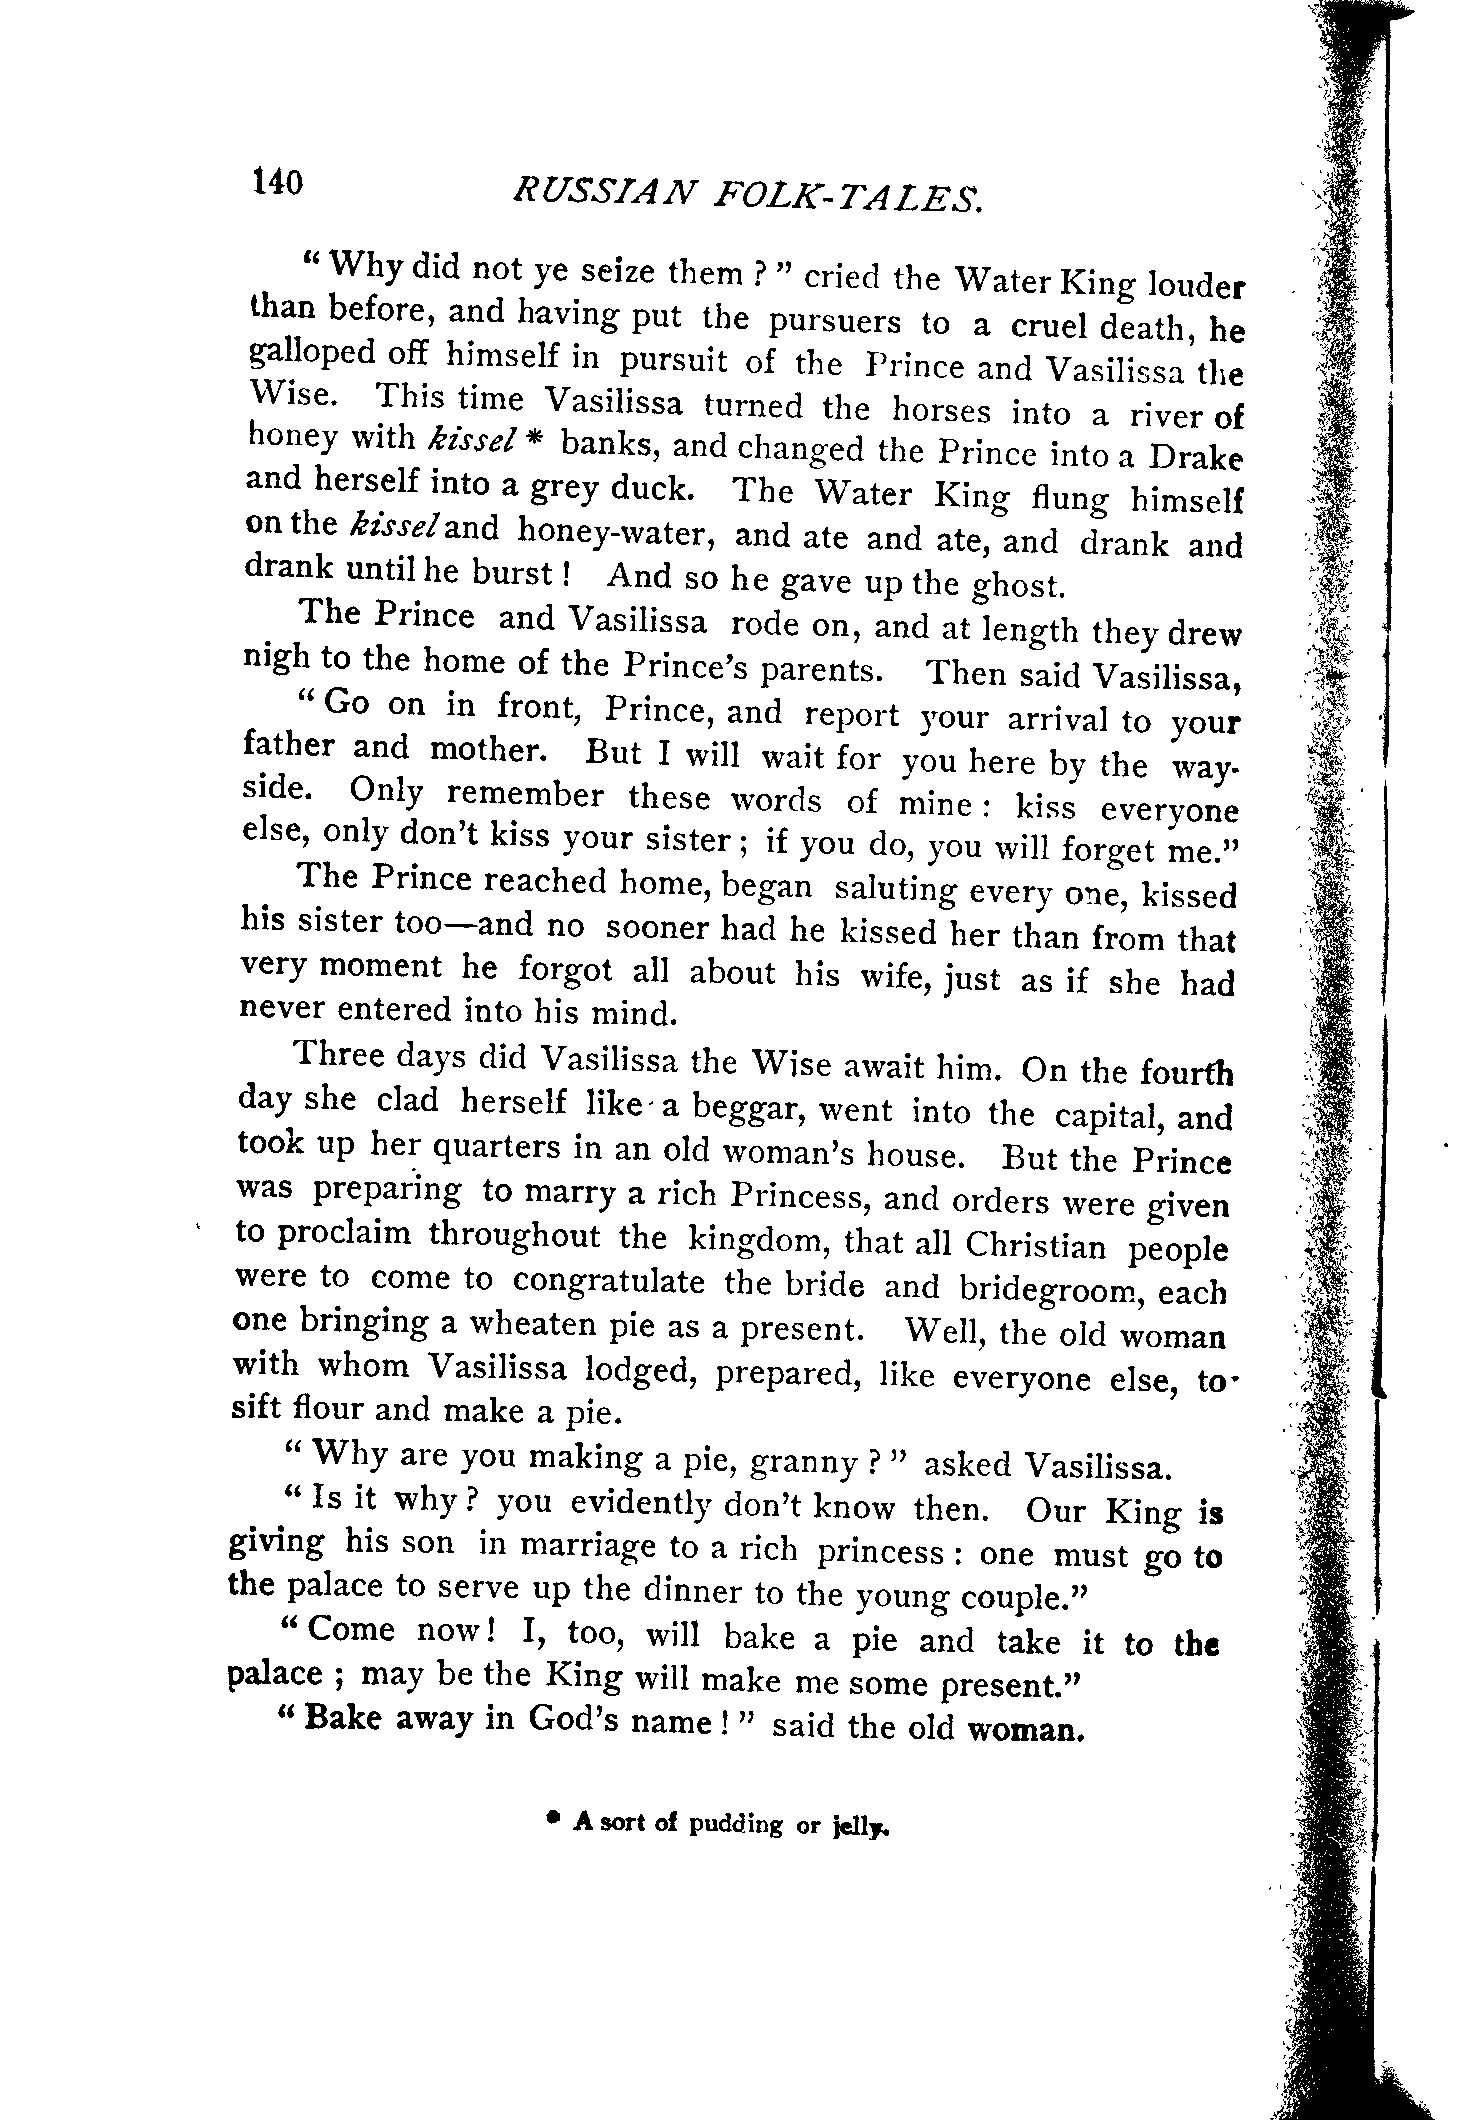 140 RUSSIAN FOLK-TALES.
“ Why did not ye seize them ? ” cried the Water King louder
than before, and having put the pursuers to a cruel death, he
galloped off himself in pursuit of the Prince and Vasilissa the
Wise. This time Vasilissa turned the horses into a river of
honey with kissel * banks, and changed the Prince into a Drake
and herself into a grey duck. The Water King flung himself
on the kissel and honey-water, and ate and ate, and drank and
drank until he burst ! And so he gave up the ghost.
The Prince and Vasilissa rode on, and at length they drew
nigh to the home of the Prince’s parents. Then said Vasilissa,
“ Go on in front, Prince, and report your arrival to your
father and mother. But I will wait for you here by the way-
side. Only remember these words of mine : kiss everyone
else, only don’t kiss your sister ; if you do, you will forget me.”
The Prince reached home, began saluting every one, kissed
his sister too—and no sooner had he kissed her than from that
very moment he forgot all about his wife, just as if she had
never entered into his mind.
Three days did Vasilissa the Wise await him. On the fourth
day she clad herself like a beggar, went into the capital, and
took up her quarters in an old woman’s house. But the Prince
was preparing to marry a rich Princess, and orders were given
to proclaim throughout the kingdom, that all Christian people
were to come to congratulate the bride and bridegroom, each
one bringing a wheaten pie as a present. Well, the old woman
with whom Vasilissa lodged, prepared, like everyone else, to
sift flour and make a pie.
“ Why are you making a pie, granny ? ” asked Vasilissa.
“ Is it why ? you evidently don’t know then. Our King is
giving his son in marriage to a rich princess : one must go to
the palace to serve up the dinner to the young couple.”
“ Come now ! I, too, will bake a pie and take it to the
palace ; may be the King will make me some present.”
“ Bake away in God’s name ! ” said the old woman.
* A sort of pudding or jelly.